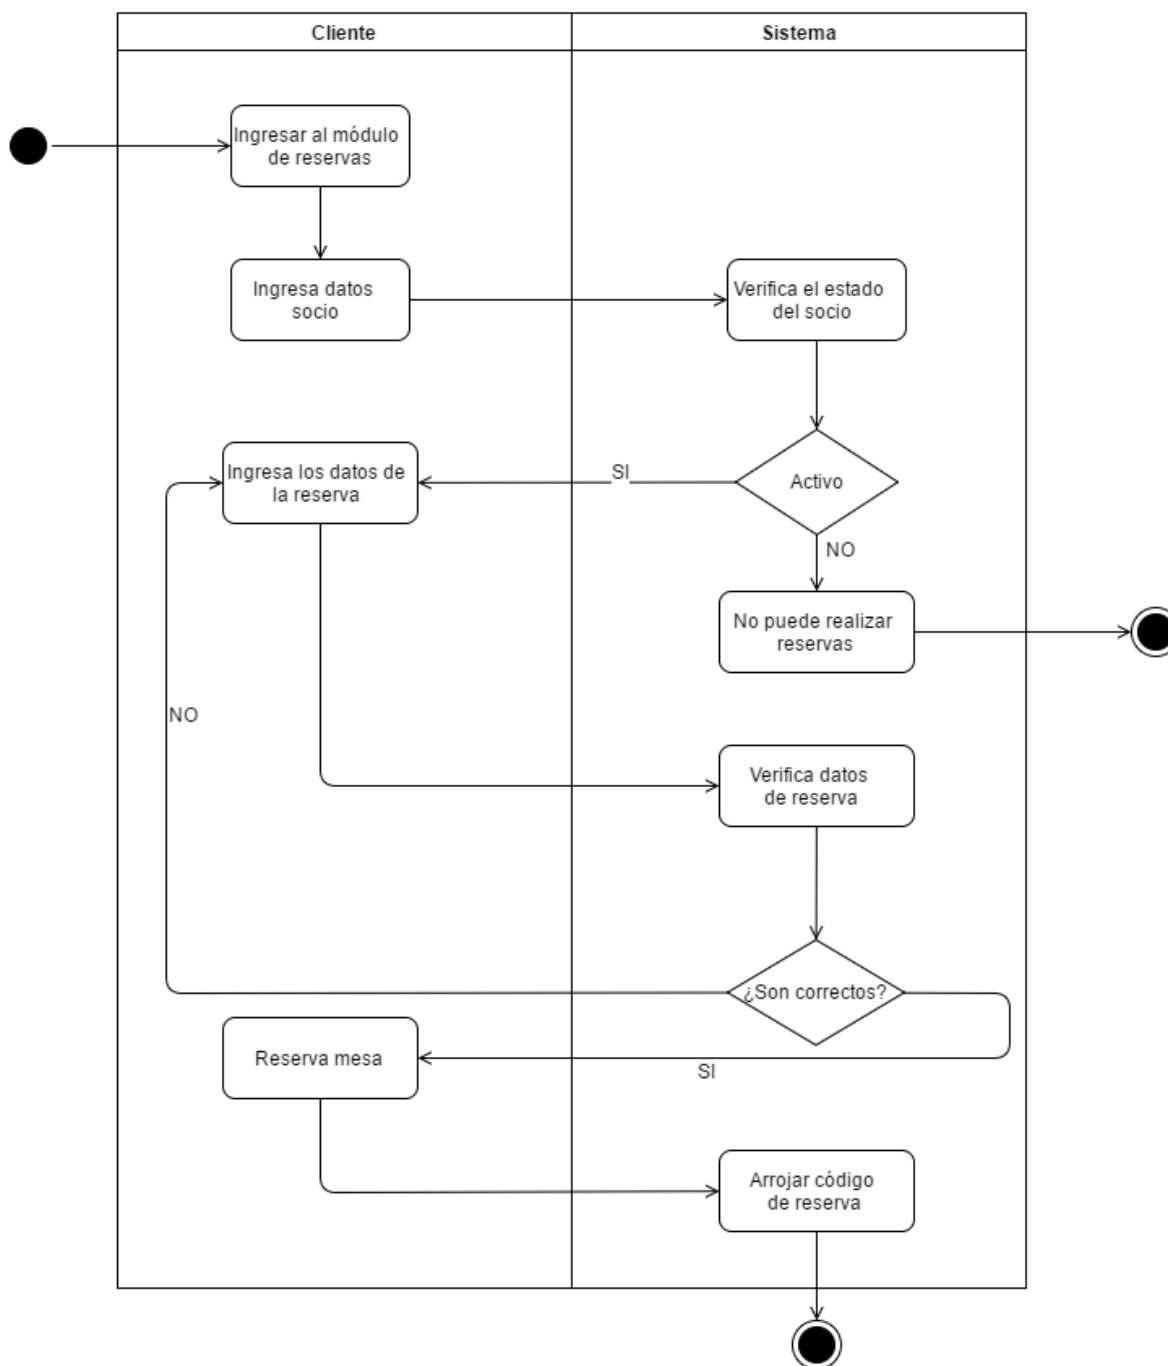 Cliente
Sistema
Ingresar al módulo
de reservas
Ingresa datos
socio
Verifica el estado
del socio
Ingresa los datos de
la reserva
SI
Activo
NO
No puede realizar
reservas
NO
Verifica datos
de reserva
¿Son correctos?
Reserva mesa
SI
Arrojar código
de reserva